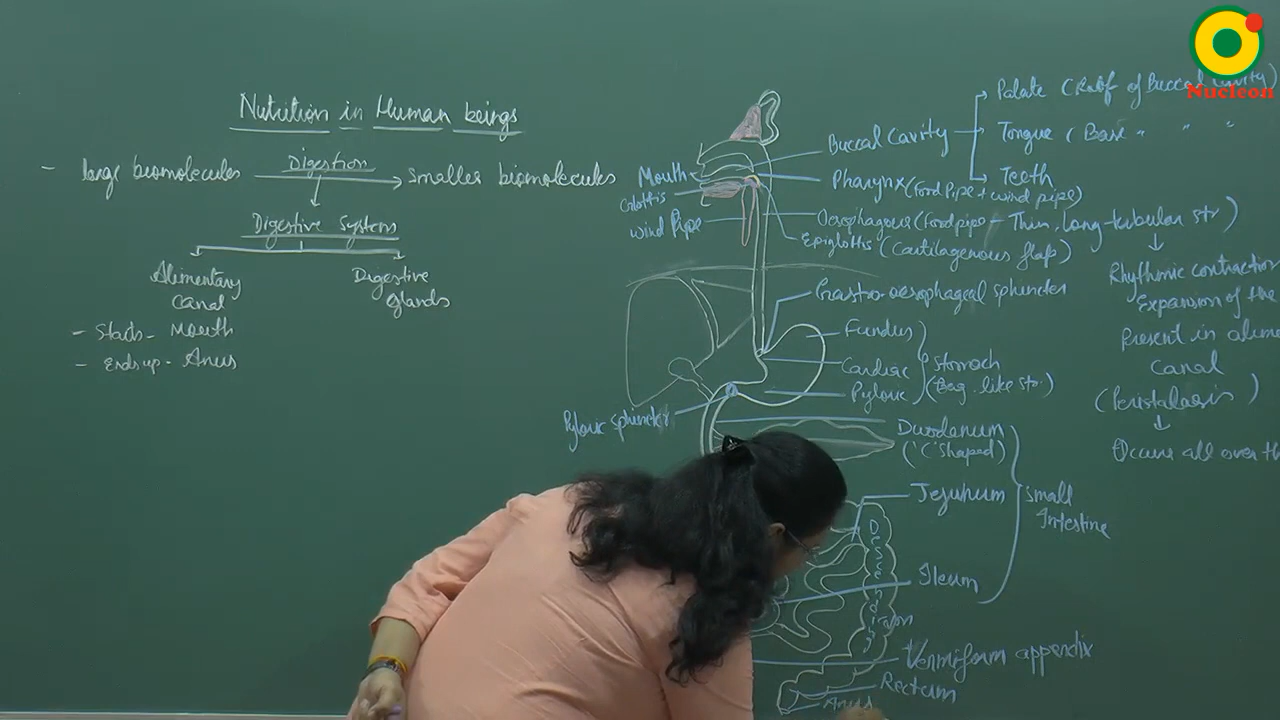 Nutrition in Human beings
- large biomolecules Digestion → smaller biomolecules
Digestive System
Alimentary Canal
Digestive Glands
- Starts - Mouth
- Ends up - Anus
Mouth
Glottis
Wind Pipe
Buccal Cavity
Palate (Roof of Buccal Cavity)
Tongue (Base " " "
Teeth
Pharynx (Food Pipe + wind pipe)
Oesophagous (Food pipe - Thin, long-tubular str)
Epiglottis (Cartilagenous flap)
Rhythmic contraction
Expansion of the
Present in alime
Canal
(Peristalasis)
Occurs all over th
Gastro-oesophageal sphincter
Fundus
Cardiac
Pyloric
Stomach
(Bag-like str.)
Pyloric sphincter
Duodenum
('C' shaped)
Jejunum
Ileum
Small
Intestine
Descending
Vermiform appendix
Rectum
Anus
Nucleon